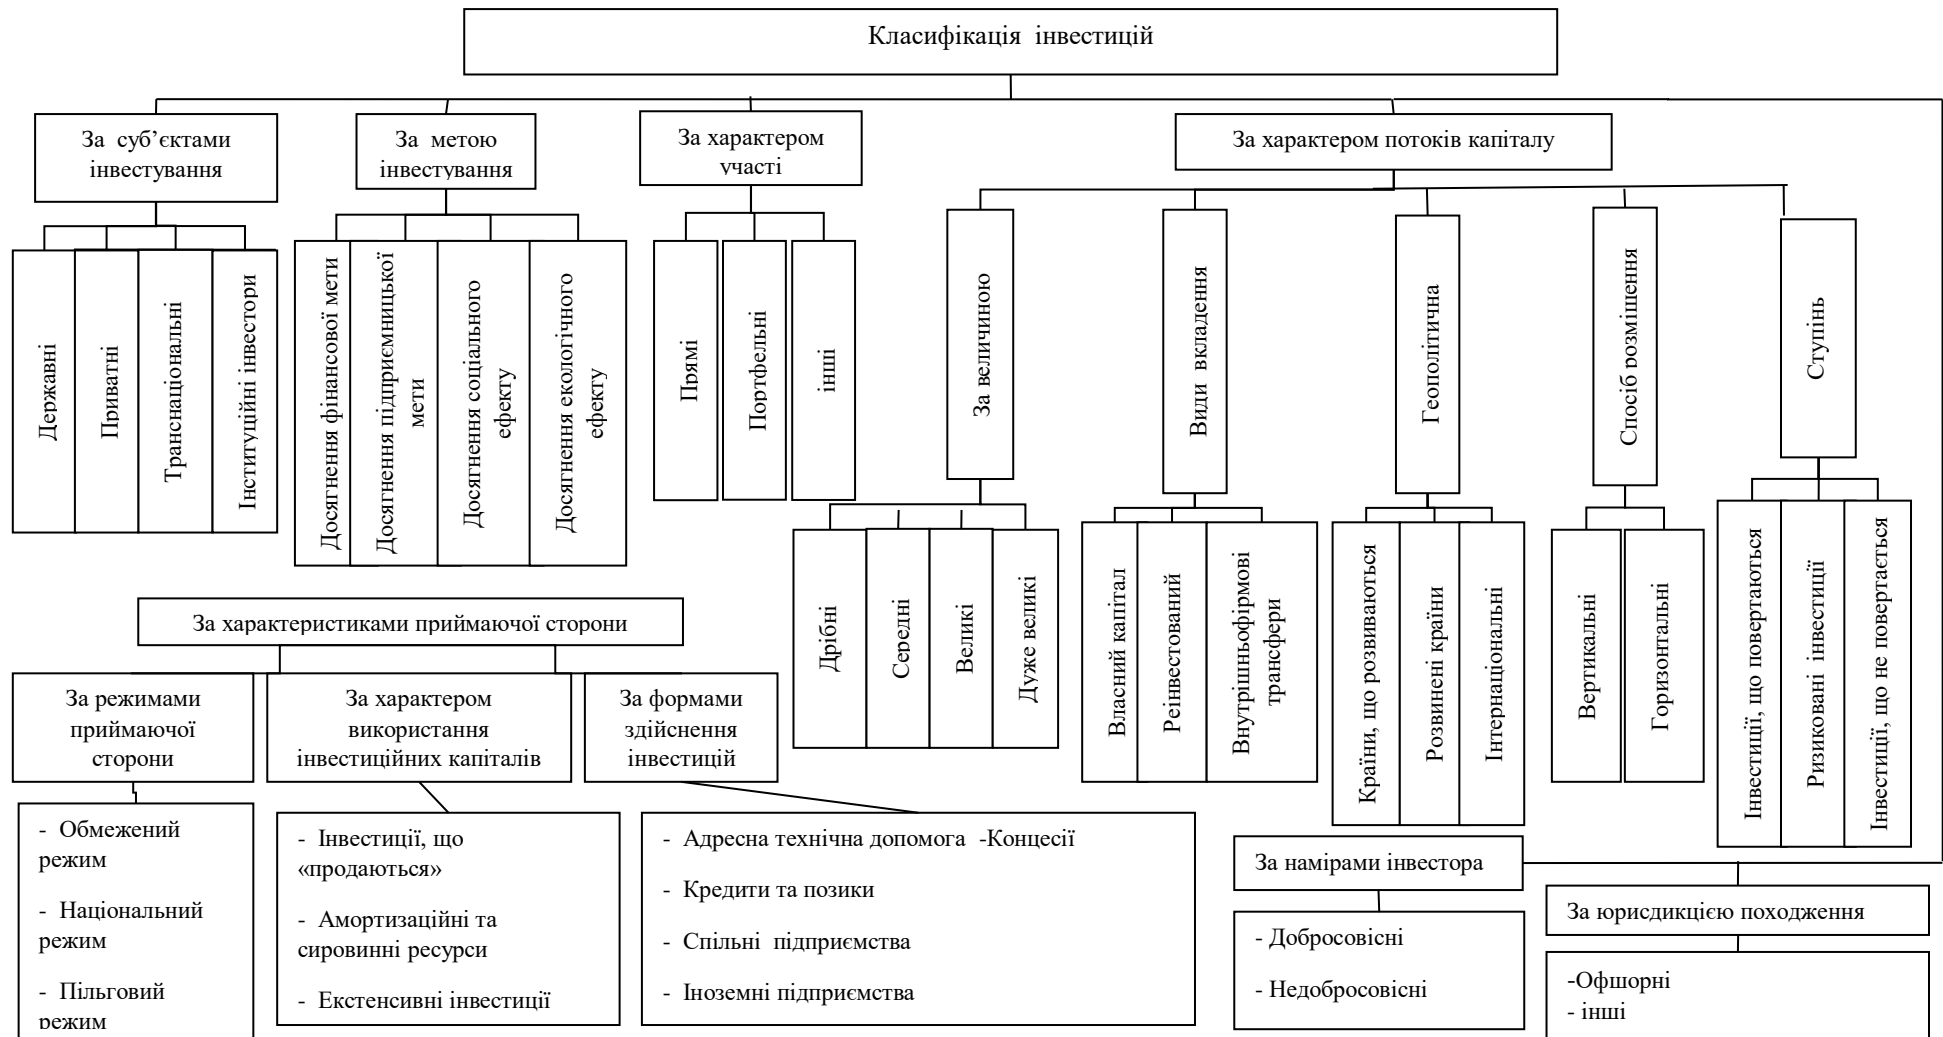 Класифікація інвестицій
За суб’єктами
інвестування
За метою
інвестування
За характером
участі
За характером потоків капіталу
Державні
Приватні
Транснаціональні
Інституційні інвестори
Досягнення фінансової мети
Досягнення підприємницької
мети
Досягнення соціального
ефекту
Досягнення екологічного
ефекту
Прямі
Портфельні
інші
За величиною
Види вкладення
Геополітична
Спосіб розміщення
Ступінь
Дрібні
Середні
Великі
Дуже великі
Власний капітал
Реінвестований
Внутрішньофірмові
трансфери
Країни, що розвиваються
Розвинені країни
Інтернаціональні
Вертикальні
Горизонтальні
Інвестиції, що повертаються
Ризиковані інвестиції
Інвестиції, що не повертається
За характеристиками приймаючої сторони
За режимами
приймаючої
сторони
За характером
використання
інвестиційних капіталів
За формами
здійснення
інвестицій
- Обмежений
режим
- Національний
режим
- Пільговий
режим
- Інвестиції, що
«продаються»
- Амортизаційні та
сировинні ресурси
- Екстенсивні інвестиції
- Адресна технічна допомога -Концесії
- Кредити та позики
- Спільні підприємства
- Іноземні підприємства
За намірами інвестора
- Добросовісні
- Недобросовісні
За юрисдикцією походження
-Офшорні
- інші